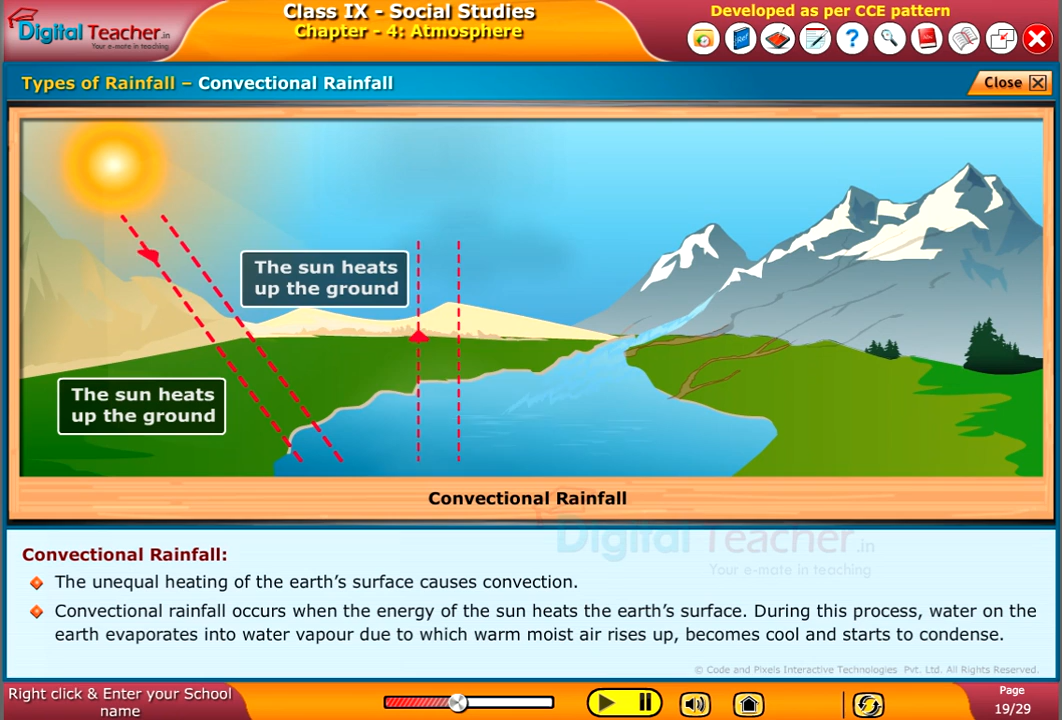 Digital Teacher.in
Your e-mate in teaching
Class IX - Social Studies
Chapter - 4: Atmosphere
Developed as per CCE pattern
Ref
?
Types of Rainfall – Convectional Rainfall
Close
The sun heats
up the ground
The sun heats
up the ground
Convectional Rainfall
Digital Teacher.in
Your e-mate in teaching
Convectional Rainfall:
The unequal heating of the earth's surface causes convection.
Convectional rainfall occurs when the energy of the sun heats the earth's surface. During this process, water on the
earth evaporates into water vapour due to which warm moist air rises up, becomes cool and starts to condense.
© Code and Pixels Interactive Technologies Pvt. Ltd. All Rights Reserved.
Right click & Enter your School
name
Page
19/29